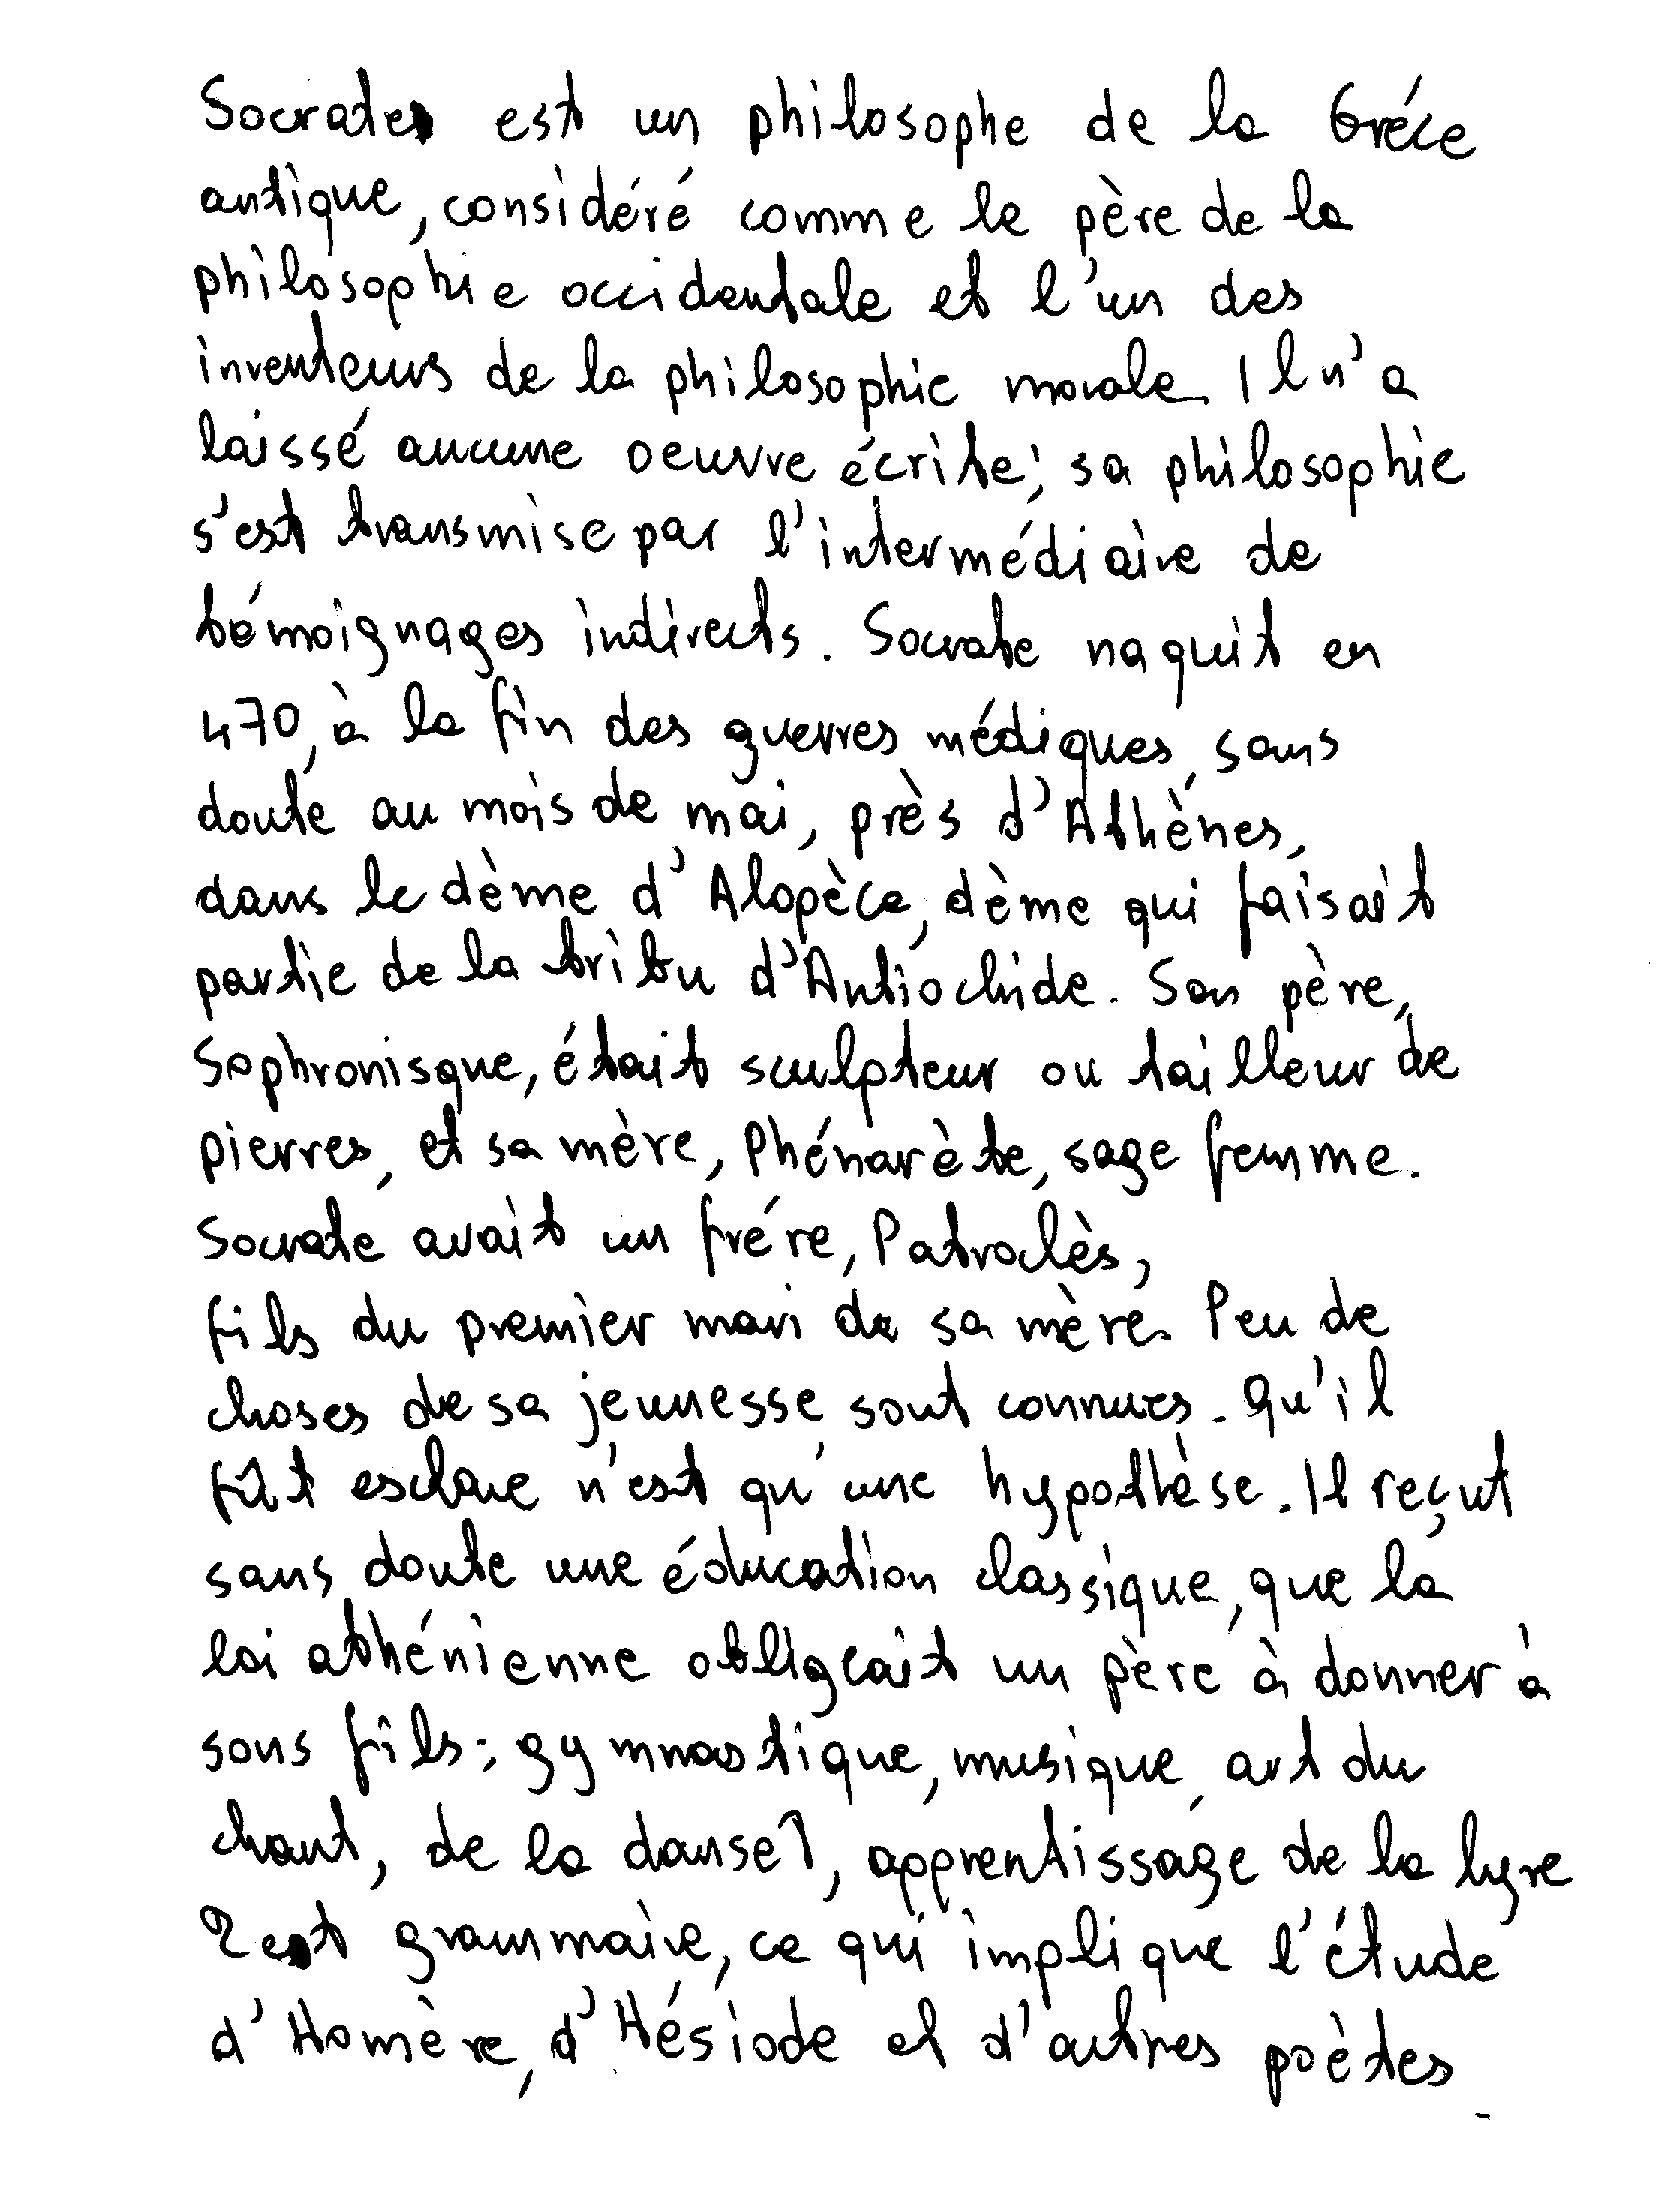 Socrate est un philosophe de la Gréce
antique, considéré comme le père de la
philosophie occidentale et l'un des
inventeurs de la philosophie morale. Il n'a
laissé aucune oeuvre écrite; sa philosophie
s'est transmise par l'intermédiaire de
témoignages indirects. Socrate naquit en
470, à la fin des guerres médiques, sans
doute au mois de mai, près d'Athènes,
dans le dème d'Alopèce, dème qui faisait
partie de la tribu d'Antiochide. Son père,
Sophronisque, était sculpteur ou tailleur de
pierres, et sa mère, Phénarète, sage femme.
Socrate avait un frére, Patroclès,
fils du premier mari de sa mère. Peu de
choses de sa jeunesse sont connues. Qu'il
fût esclave n'est qu'une hypothèse. Il reçut
sans doute une éducation classique, que la
loi athénienne obligeait un père à donner à
sons fils: gymnastique, musique, art du
chant, de la danse, apprentissage de la lyre
et grammaire, ce qui implique l'étude
d'Homère, d'Hésiode et d'autres poètes.